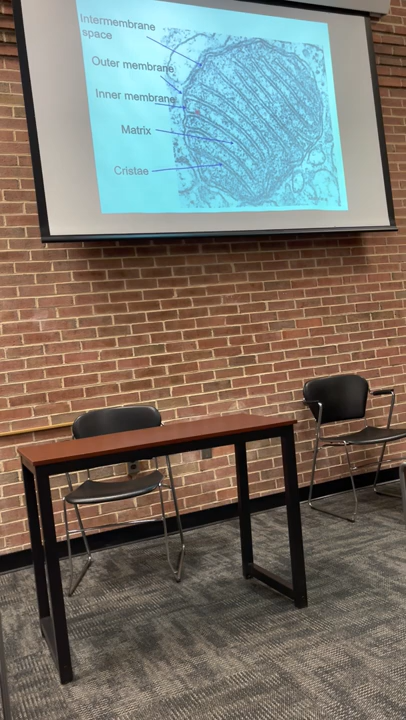 Intermembrane
space
Outer membrane
Inner membrane
Matrix
Cristae